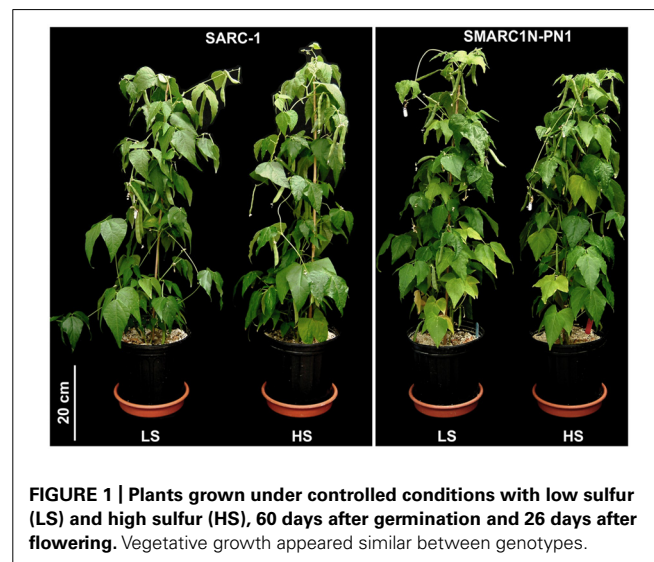 SARC-1
SMARC1N-PN1
20 cm
LS
HS
LS
HS
FIGURE 1 | Plants grown under controlled conditions with low sulfur
(LS) and high sulfur (HS), 60 days after germination and 26 days after
flowering. Vegetative growth appeared similar between genotypes.